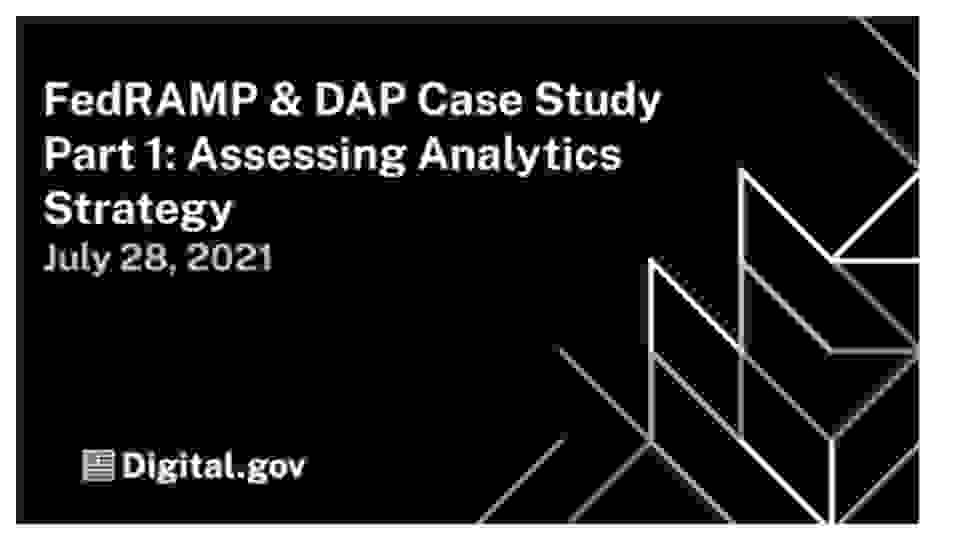 FedRAMP & DAP Case Study
Part 1: Assessing Analytics
Strategy
July 28, 2021
Digital.gov